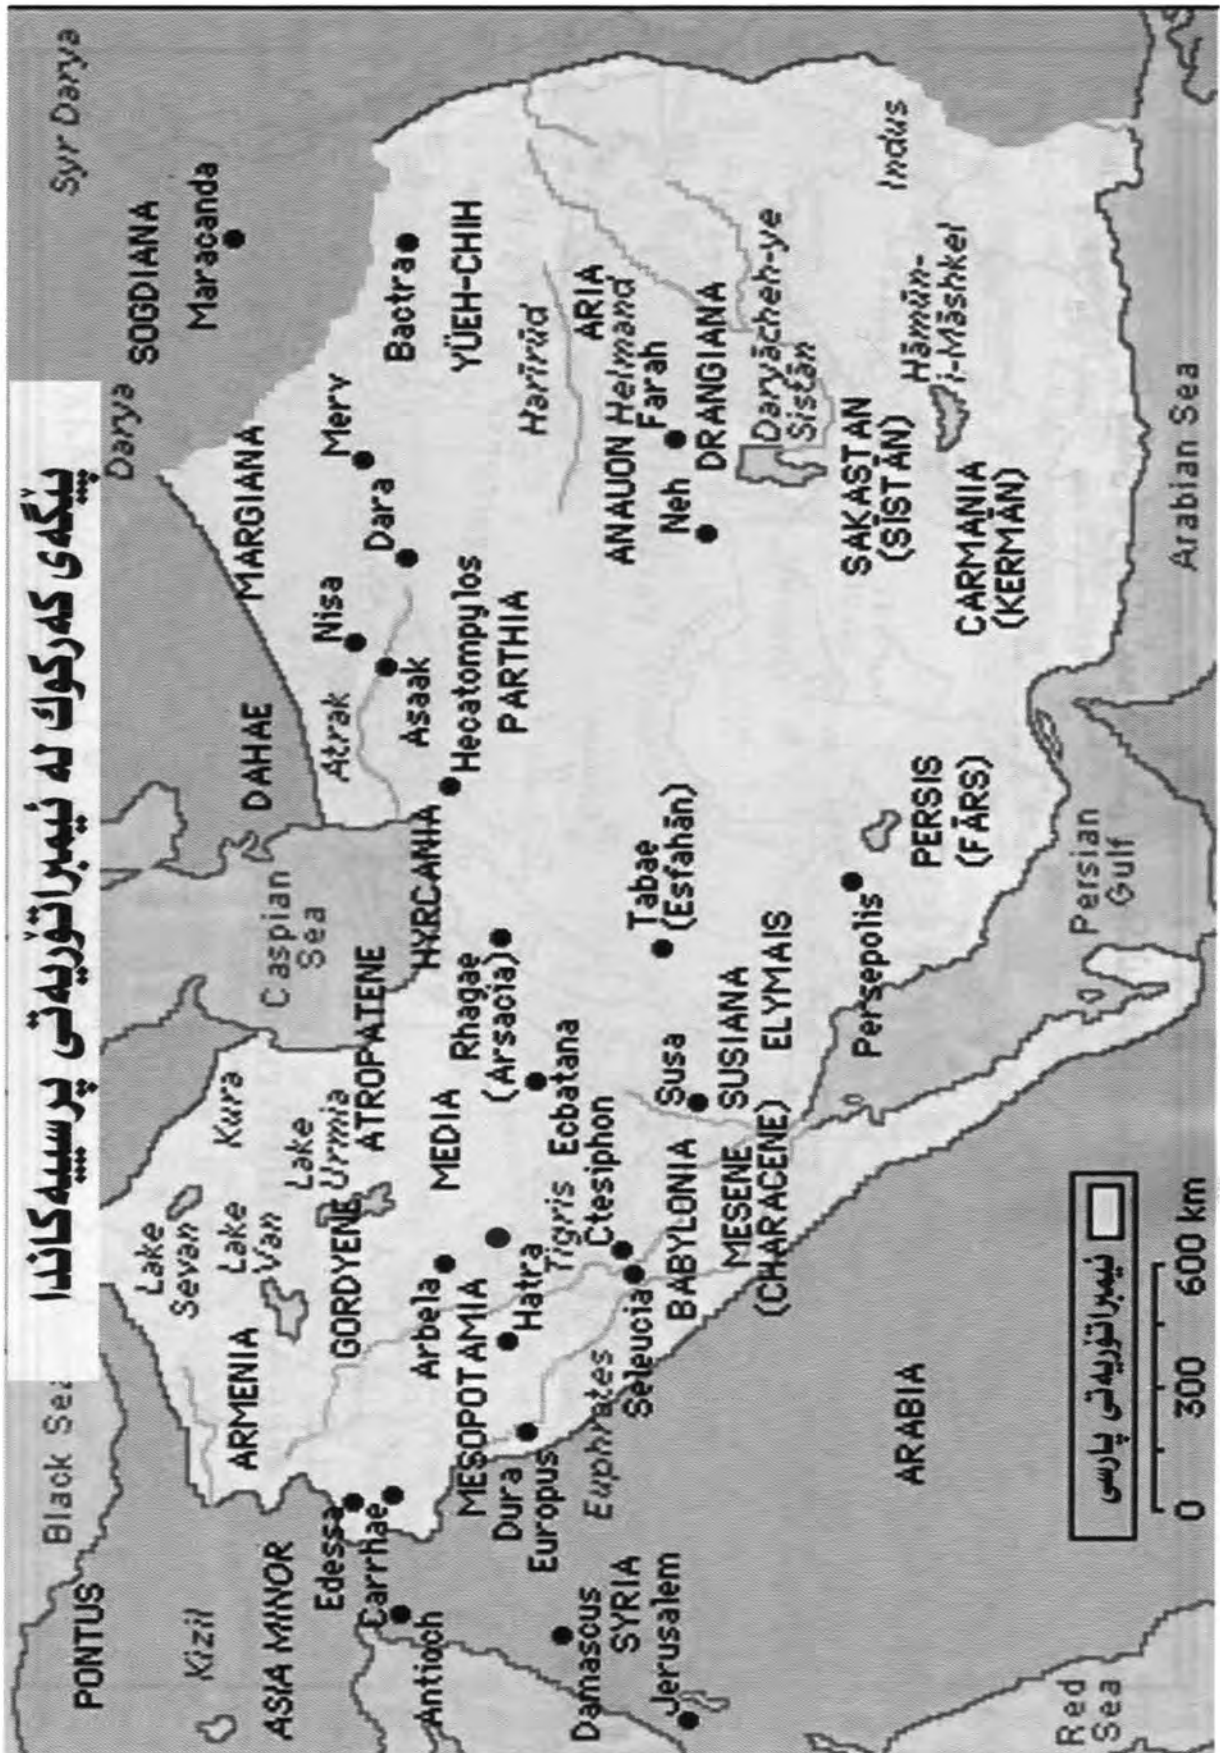 پێگەی کەرکوك لە ئیمبراتۆریەتی پرسییەکاندا
Black Sea
PONTUS
Kizil
ASIA MINOR
Lake
Sevan
Kura
Lake
Van
Lake
Urmia
ARMENIA
GORDYENE
ATROPATENE
Caspian
Sea
DAHAE
Darya
Syr Darya
SOGDIANA
Maracanda
MARGIANA
Merv
Nisa
Dara
Atrak
Asaak
Bactra
YÜEH-CHIH
HYRCANIA
Hecatompylos
PARTHIA
Edessa
Carrhae
Antioch
Arbela
MEDIA
Rhagae
(Arsacia)
MESOPOTAMIA
Hatra
Tigris
Ecbatana
Ctesiphon
Dura
Europus
Euphrates
Seleucia
Damascus
SYRIA
Jerusalem
BABYLONIA
Susa
SUSIANA
ELYMAIS
MESENE
(CHARACENE)
Tabae
(Esfahān)
Persepolis
PERSIS
(FĀRS)
Harīrūd
ARIA
ANAUON
Helmand
Farah
Neh
DRANGIANA
Daryācheh-ye
Sīstān
SAKASTAN
(SĪSTĀN)
Indus
Hāmūn-
i-Māshkel
CARMANIA
(KERMĀN)
Persian
Gulf
Arabian Sea
ARABIA
Red
Sea
ئیمبراتۆریەتی پارسی
0 300 600 km